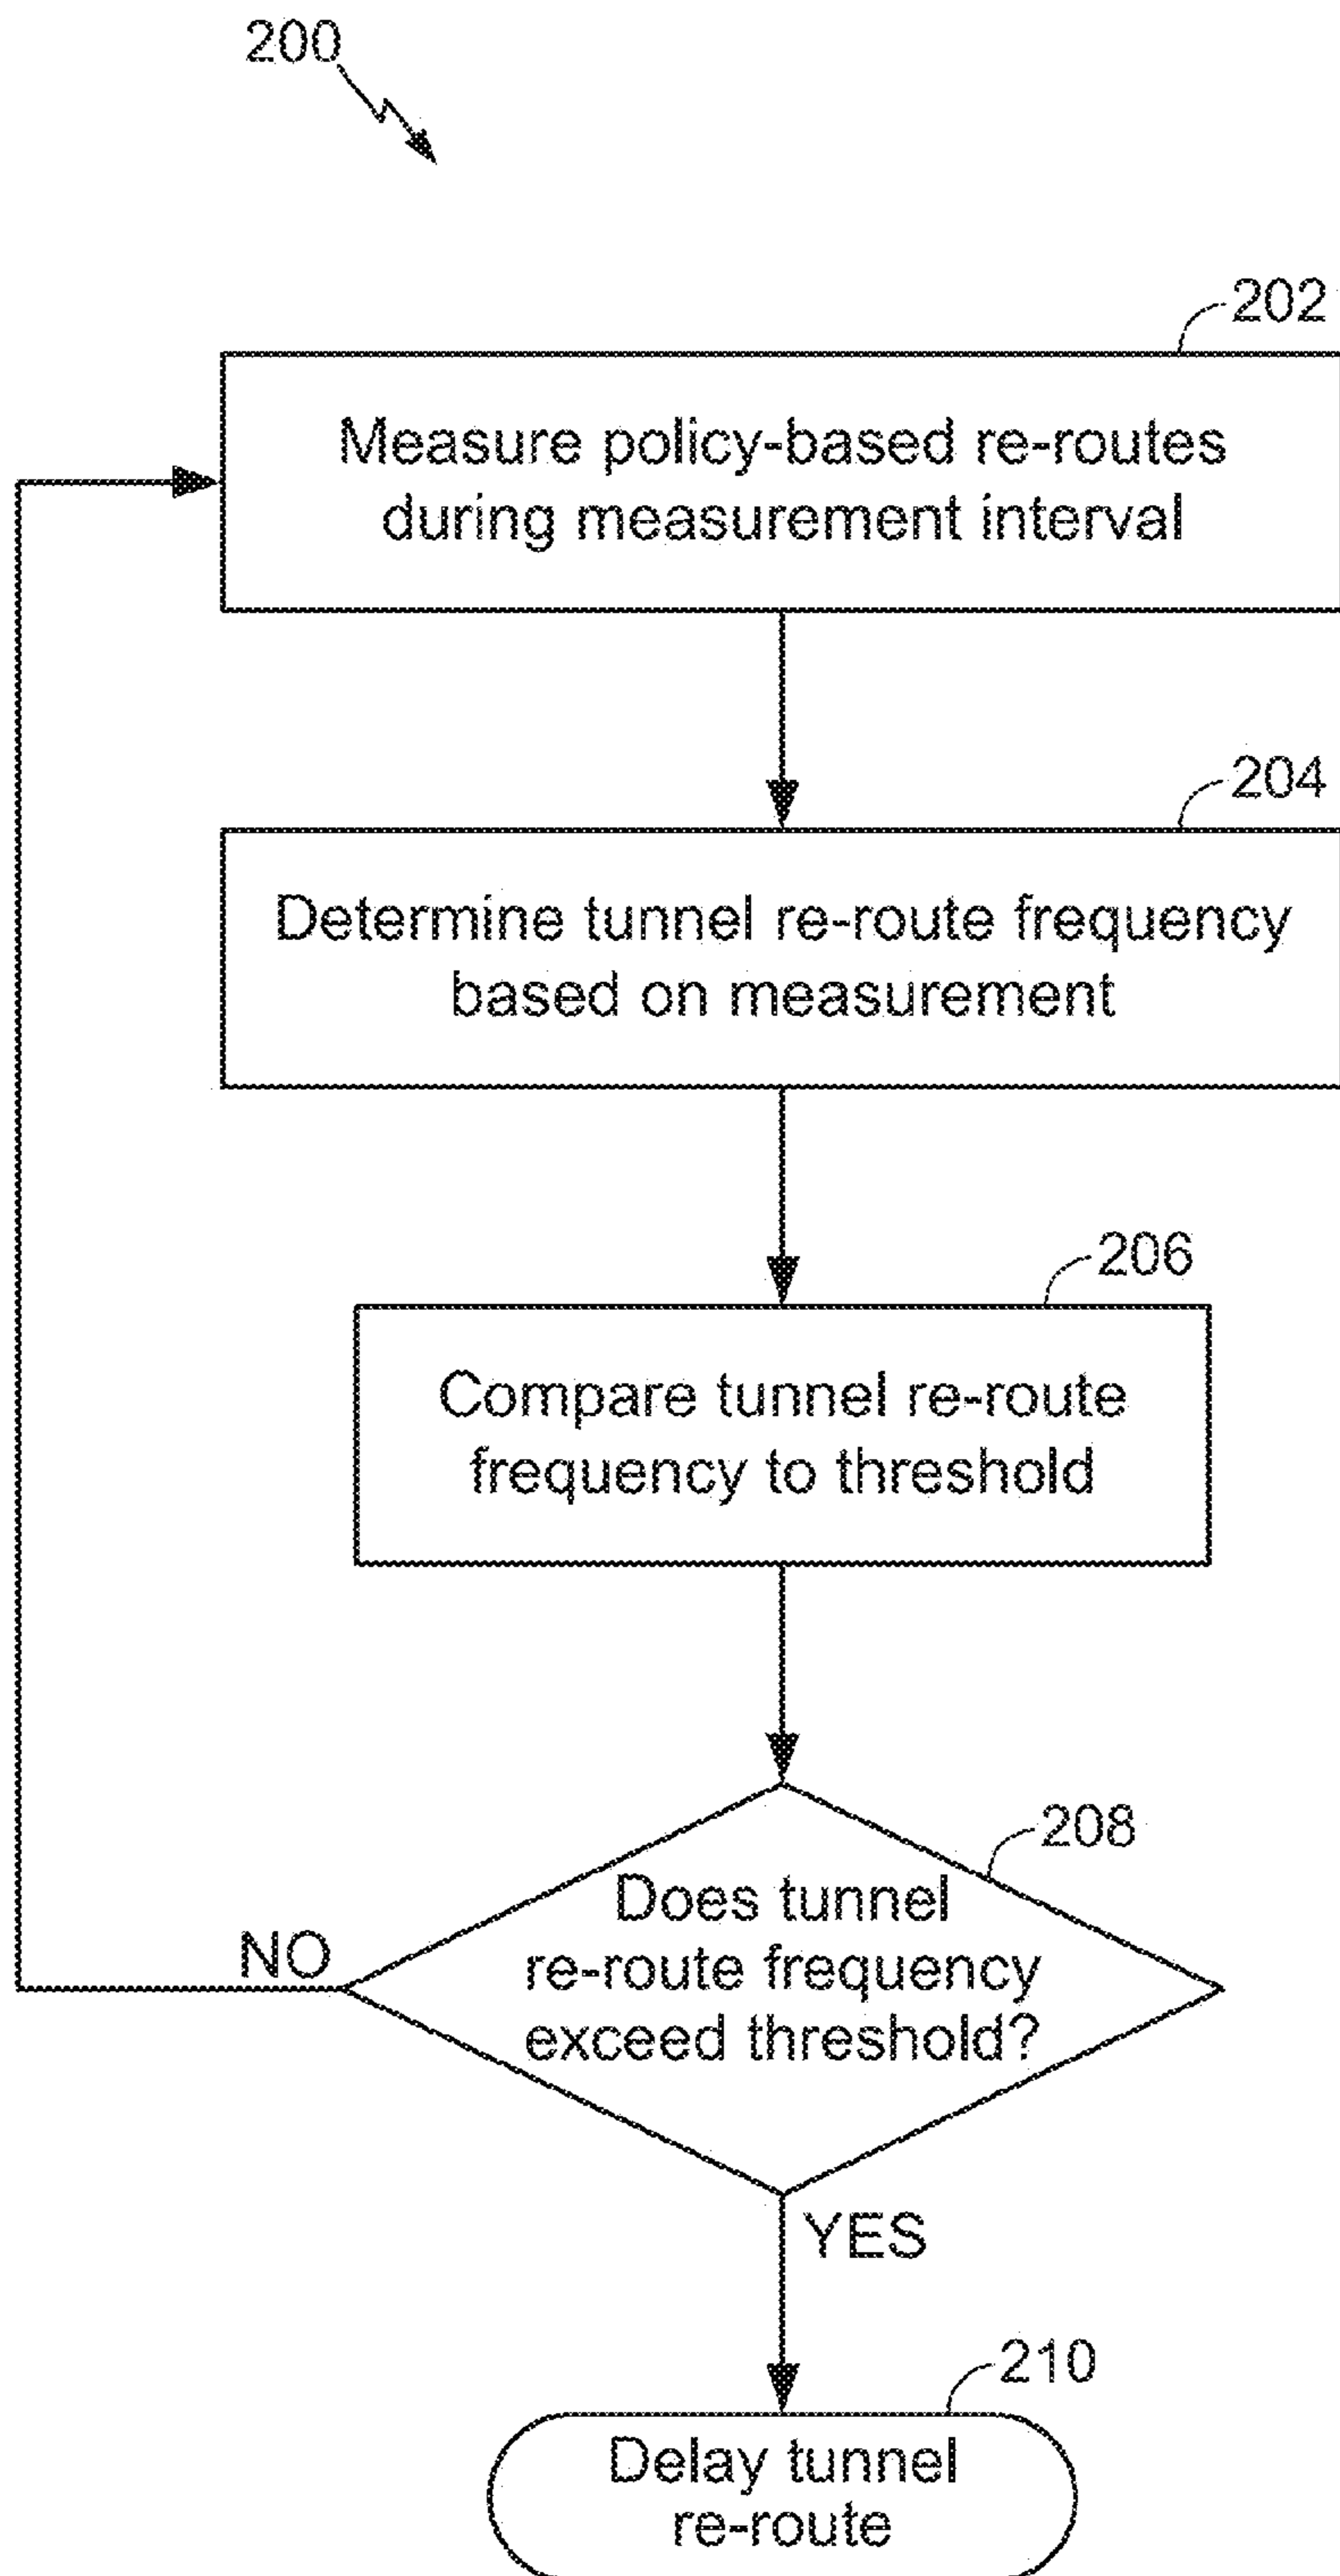 200
202
Measure policy-based re-routes
during measurement interval
204
Determine tunnel re-route frequency
based on measurement
206
Compare tunnel re-route
frequency to threshold
208
Does tunnel
re-route frequency
exceed threshold?
NO
YES
210
Delay tunnel
re-route